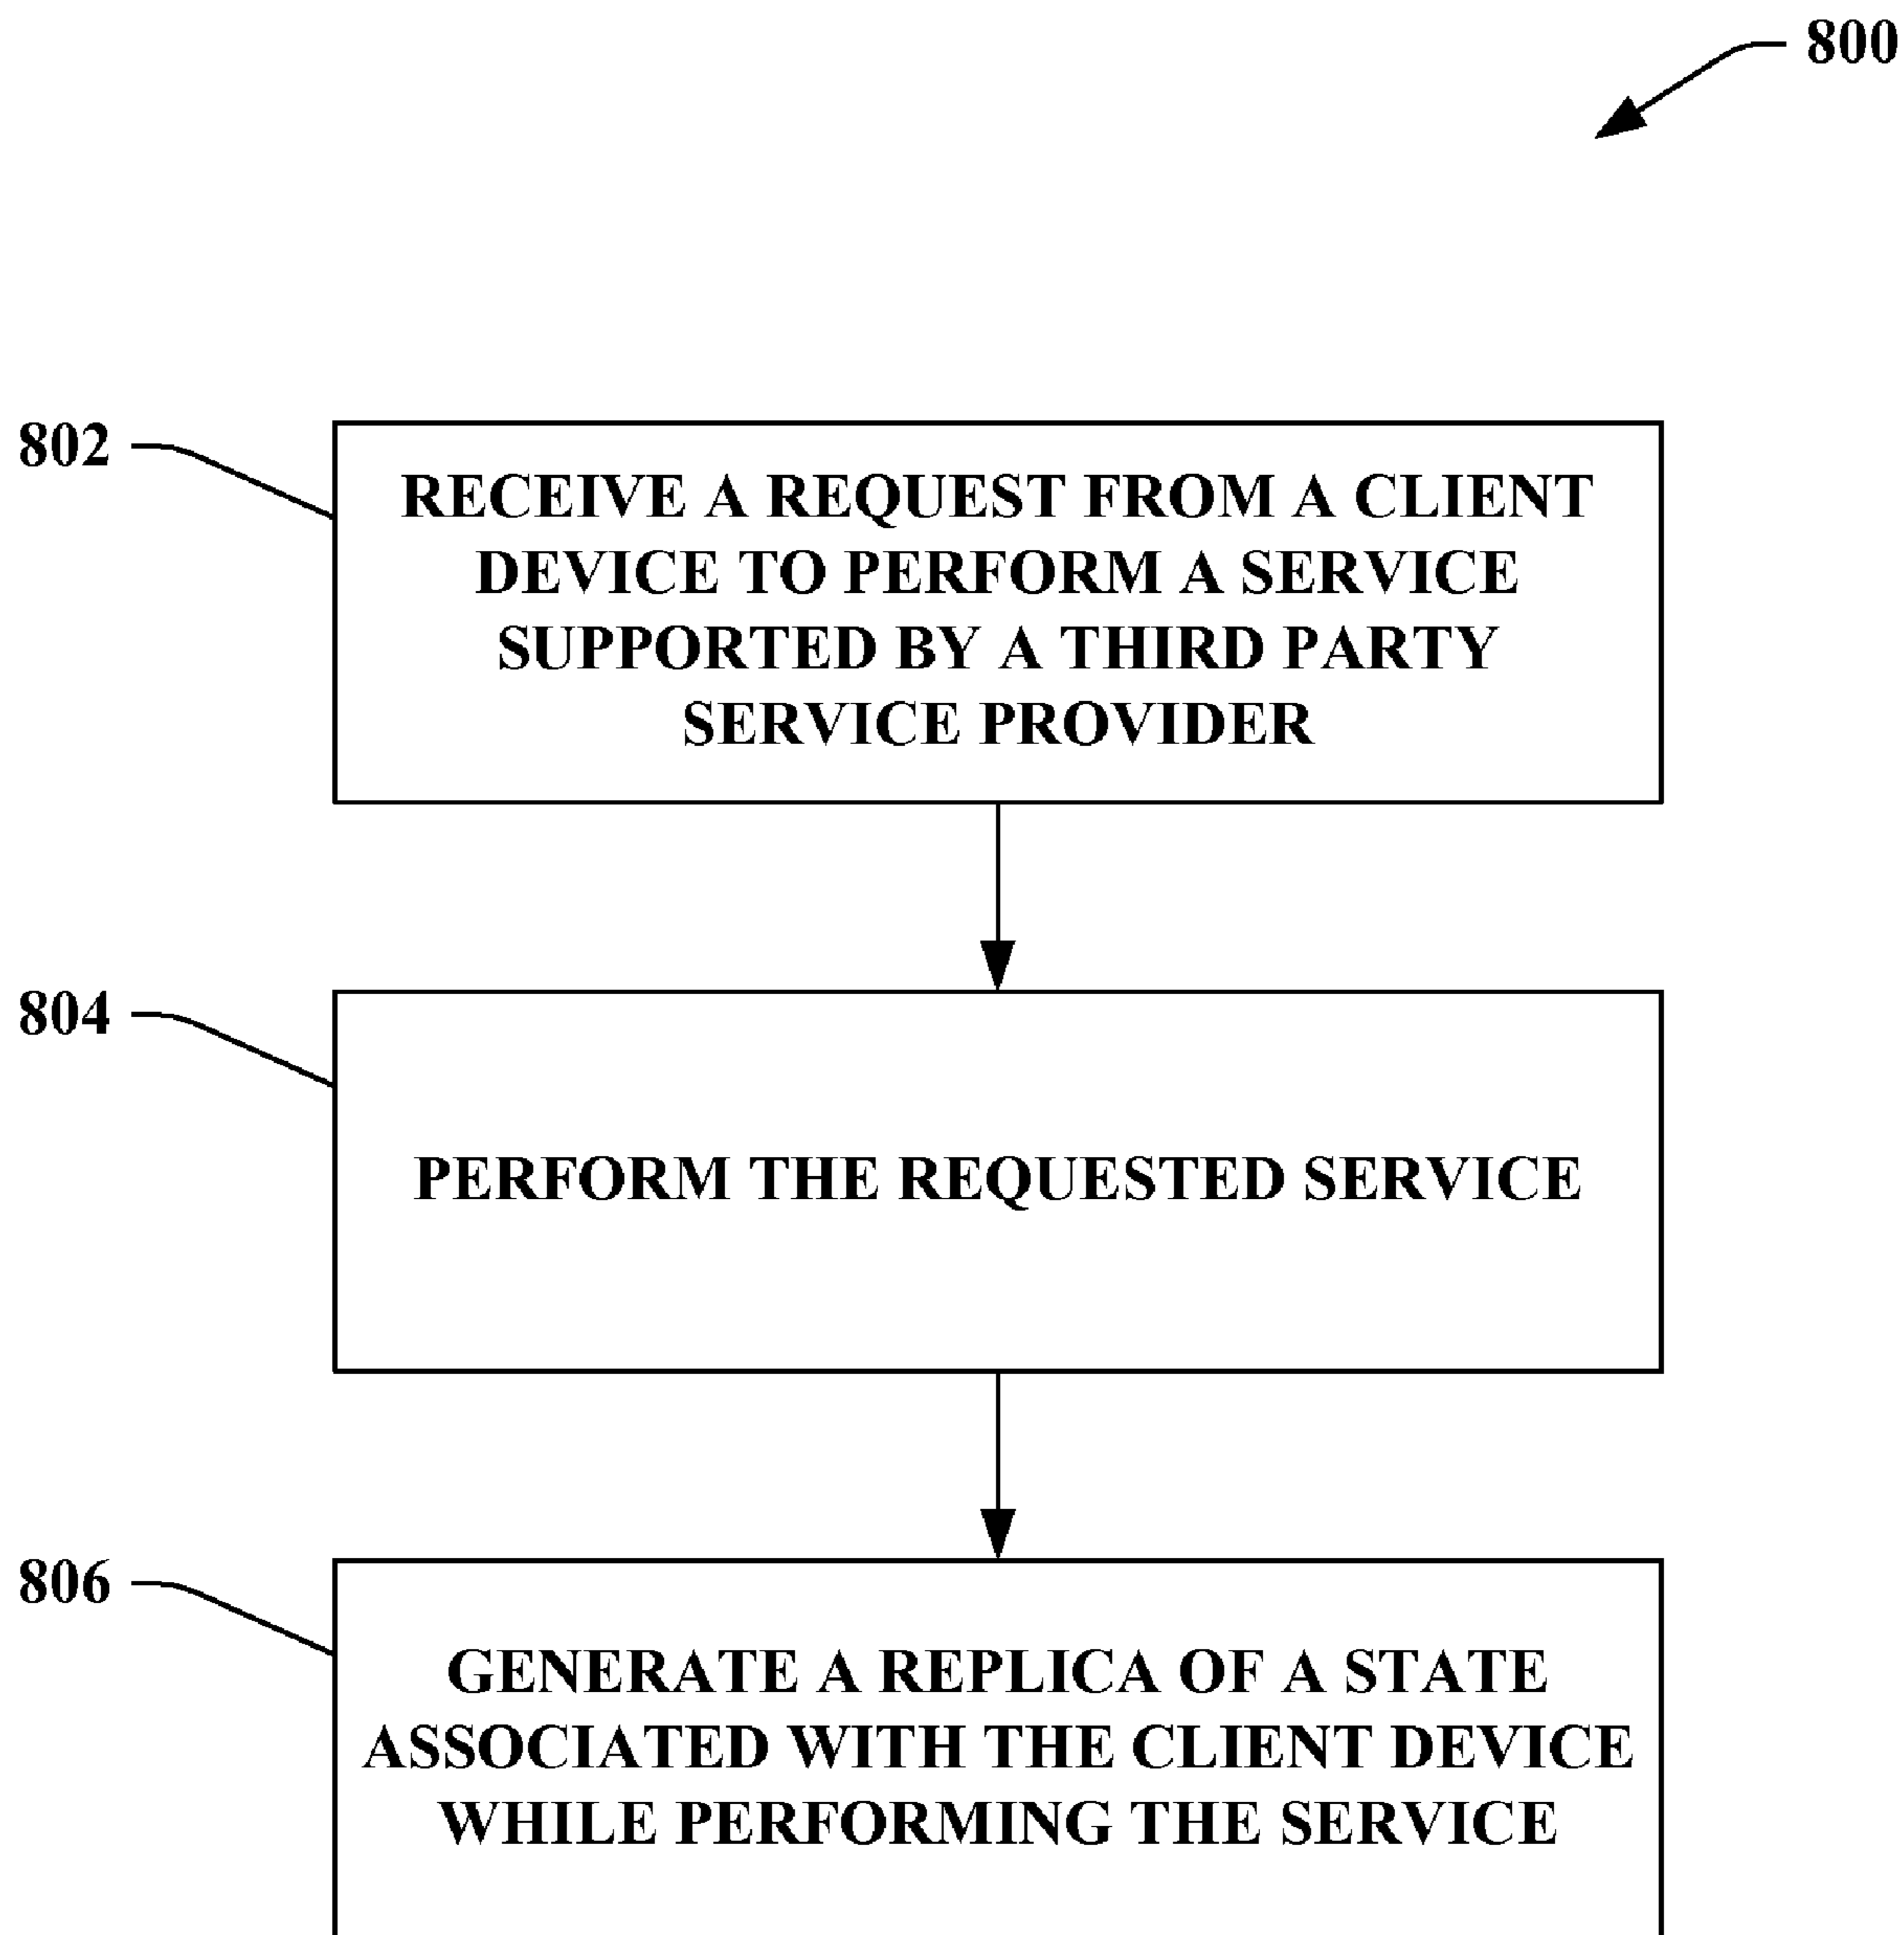 800
802
RECEIVE A REQUEST FROM A CLIENT
DEVICE TO PERFORM A SERVICE
SUPPORTED BY A THIRD PARTY
SERVICE PROVIDER
804
PERFORM THE REQUESTED SERVICE
806
GENERATE A REPLICA OF A STATE
ASSOCIATED WITH THE CLIENT DEVICE
WHILE PERFORMING THE SERVICE